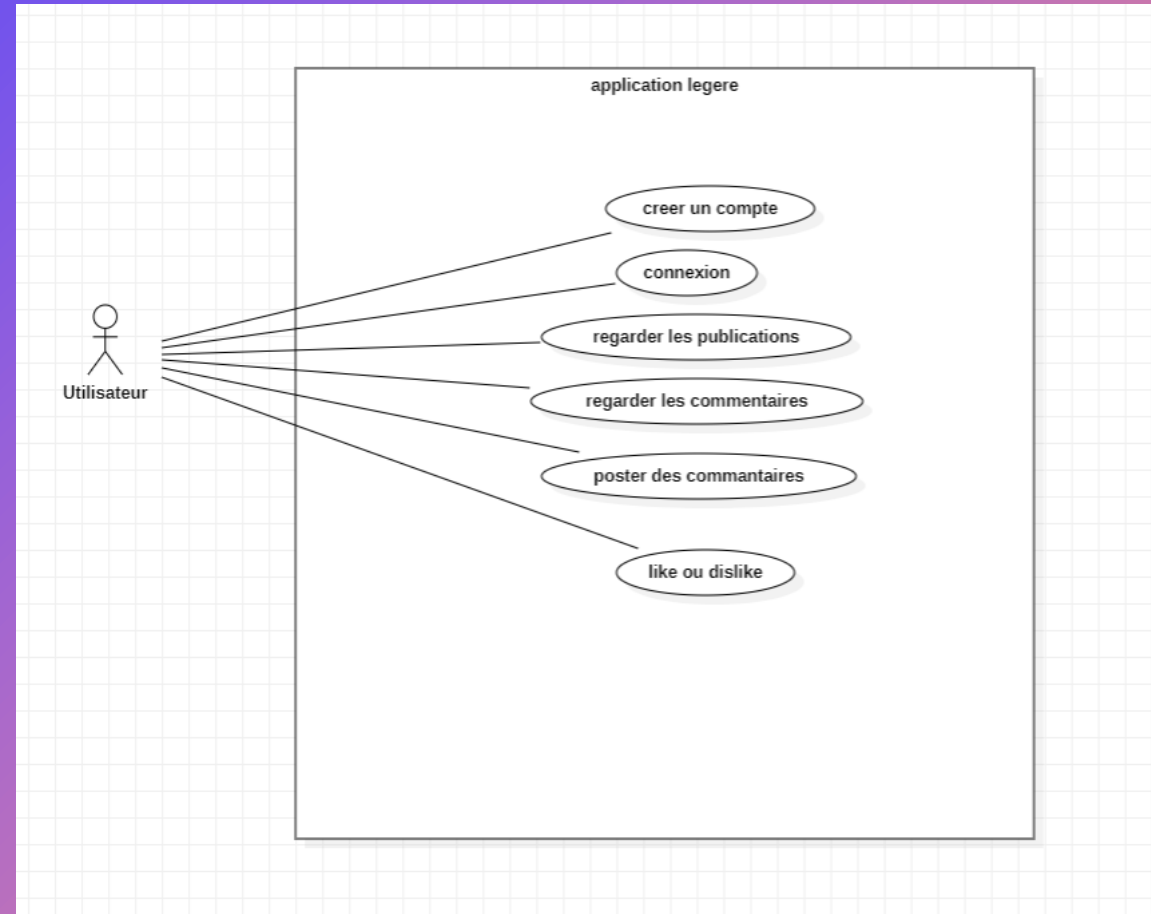 application legere
creer un compte
connexion
regarder les publications
regarder les commentaires
poster des commantaires
like ou dislike
Utilisateur